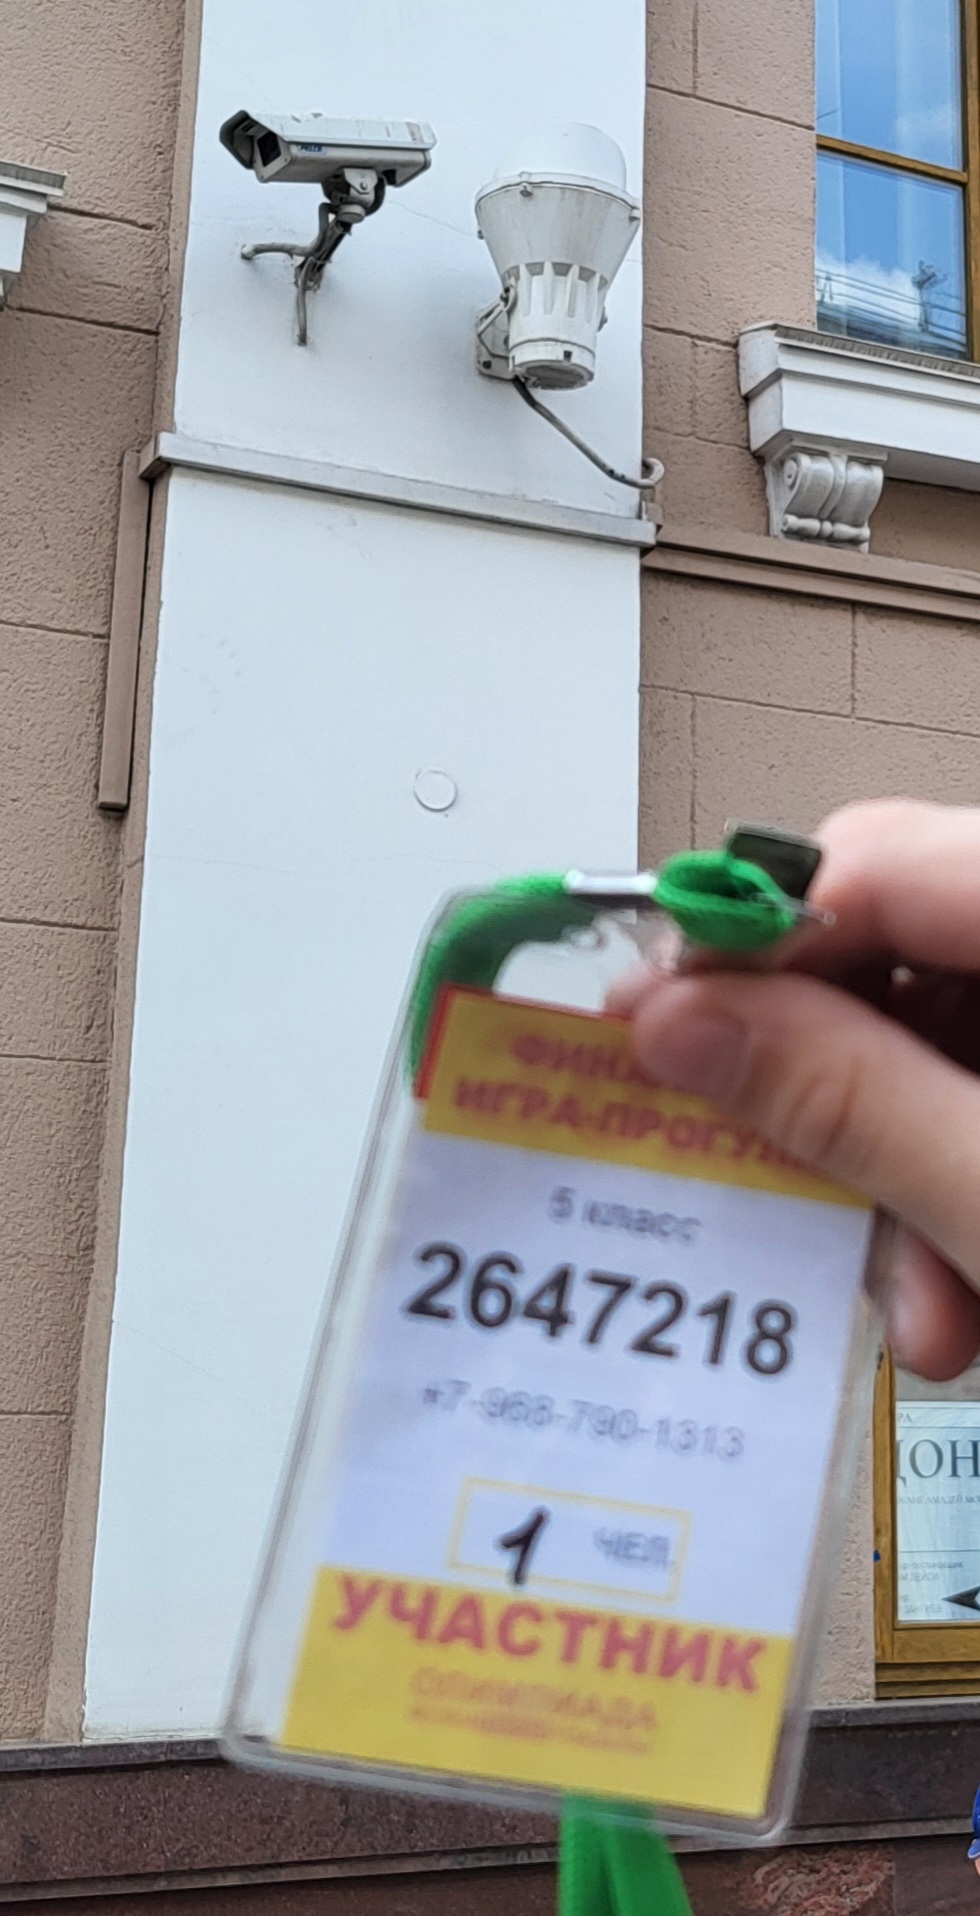 ИГРА-ПРОГУЛ
5 класс
2647218
+7-968-790-1313
1 ЧЕЛ.
УЧАСТНИК
ОЛИМПИАДА
ДОН